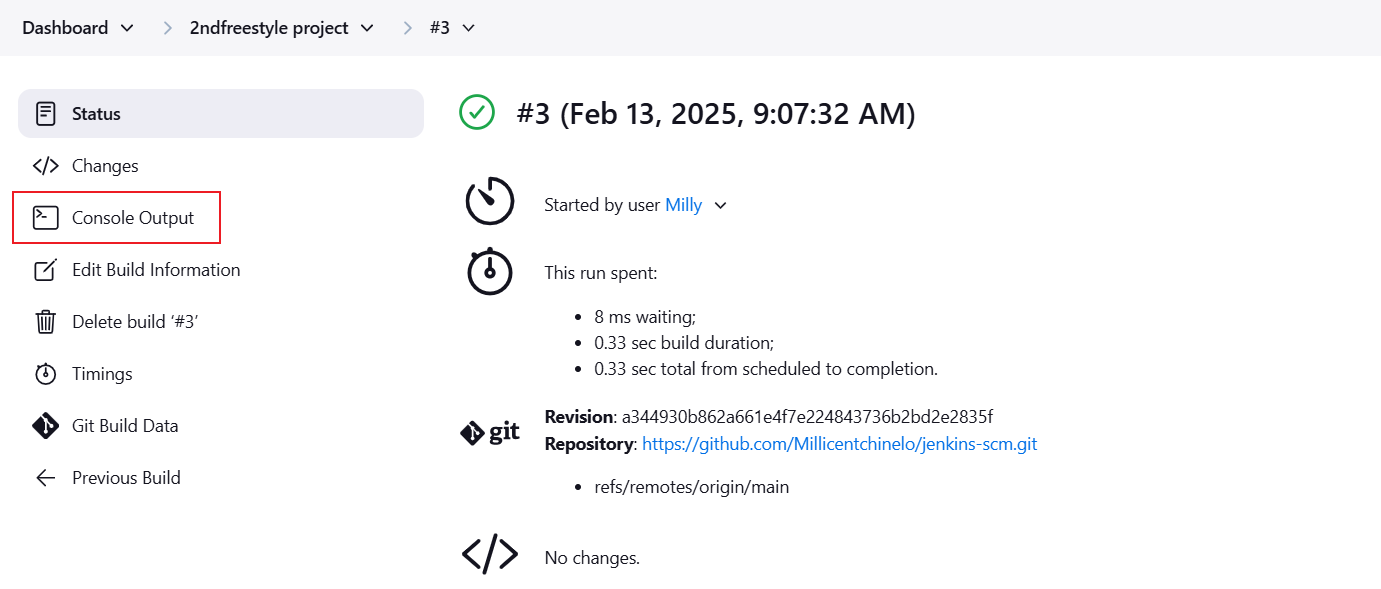 Dashboard 2ndfreestyle project #3
Status
Changes
Console Output
Edit Build Information
Delete build ‘#3’
Timings
Git Build Data
Previous Build
#3 (Feb 13, 2025, 9:07:32 AM)
Started by user Milly
This run spent:
8 ms waiting;
0.33 sec build duration;
0.33 sec total from scheduled to completion.
git
Revision: a344930b862a661e4f7e224843736b2bd2e2835f
Repository: https://github.com/Millicentchinelo/jenkins-scm.git
refs/remotes/origin/main
No changes.